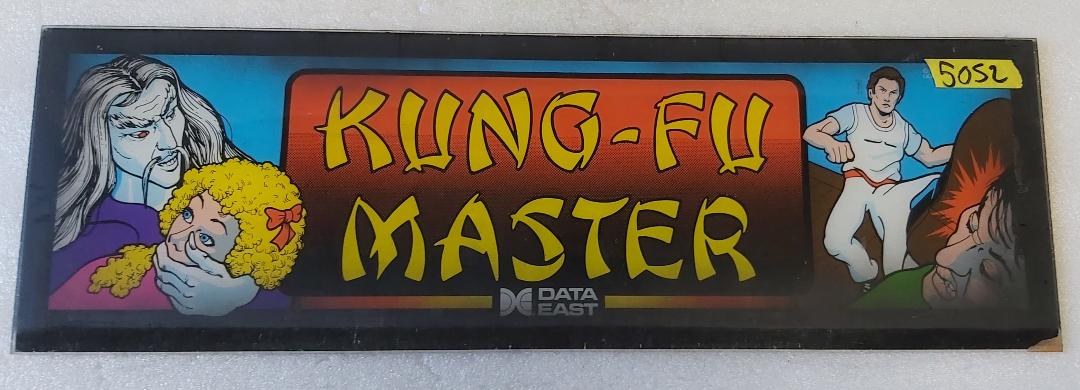 KUNG-FU
MASTER
DATA
EAST
5052